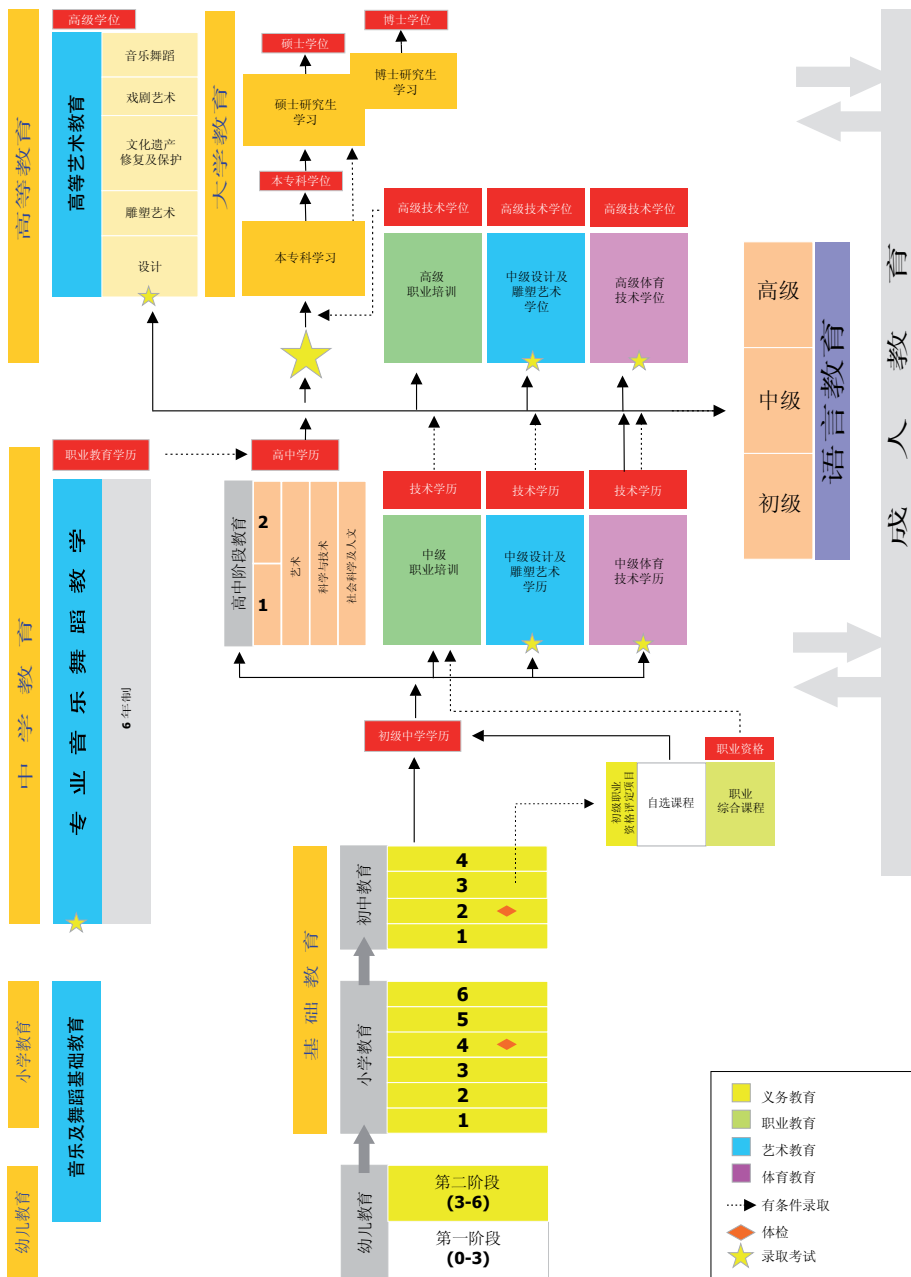 高等教育
高级学位
高等艺术教育
音乐舞蹈
戏剧艺术
文化遗产
修复及保护
雕塑艺术
设计
大学教育
博士学位
博士研究生
学习
硕士学位
硕士研究生
学习
本专科学位
本专科学习
高级技术学位
高级技术学位
高级技术学位
高级
职业培训
中级设计及
雕塑艺术
学位
高级体育
技术学位
高级
中级
初级
语言教育
成人教育
中学教育
职业教育学历
专业音乐舞蹈教学
6 年制
高中学历
高中阶段教育
2
1
艺术
科学与技术
社会科学及人文
技术学历
技术学历
技术学历
中级
职业培训
中级设计及
雕塑艺术
学历
中级体育
技术学历
初级中学学历
职业资格
初级职业
资格评定项目
自选课程
职业
综合课程
基础教育
初中教育
4
3
2
1
小学教育
音乐及舞蹈基础教育
小学教育
6
5
4
3
2
1
幼儿教育
幼儿教育
第二阶段
(3-6)
第一阶段
(0-3)
义务教育
职业教育
艺术教育
体育教育
有条件录取
体检
录取考试